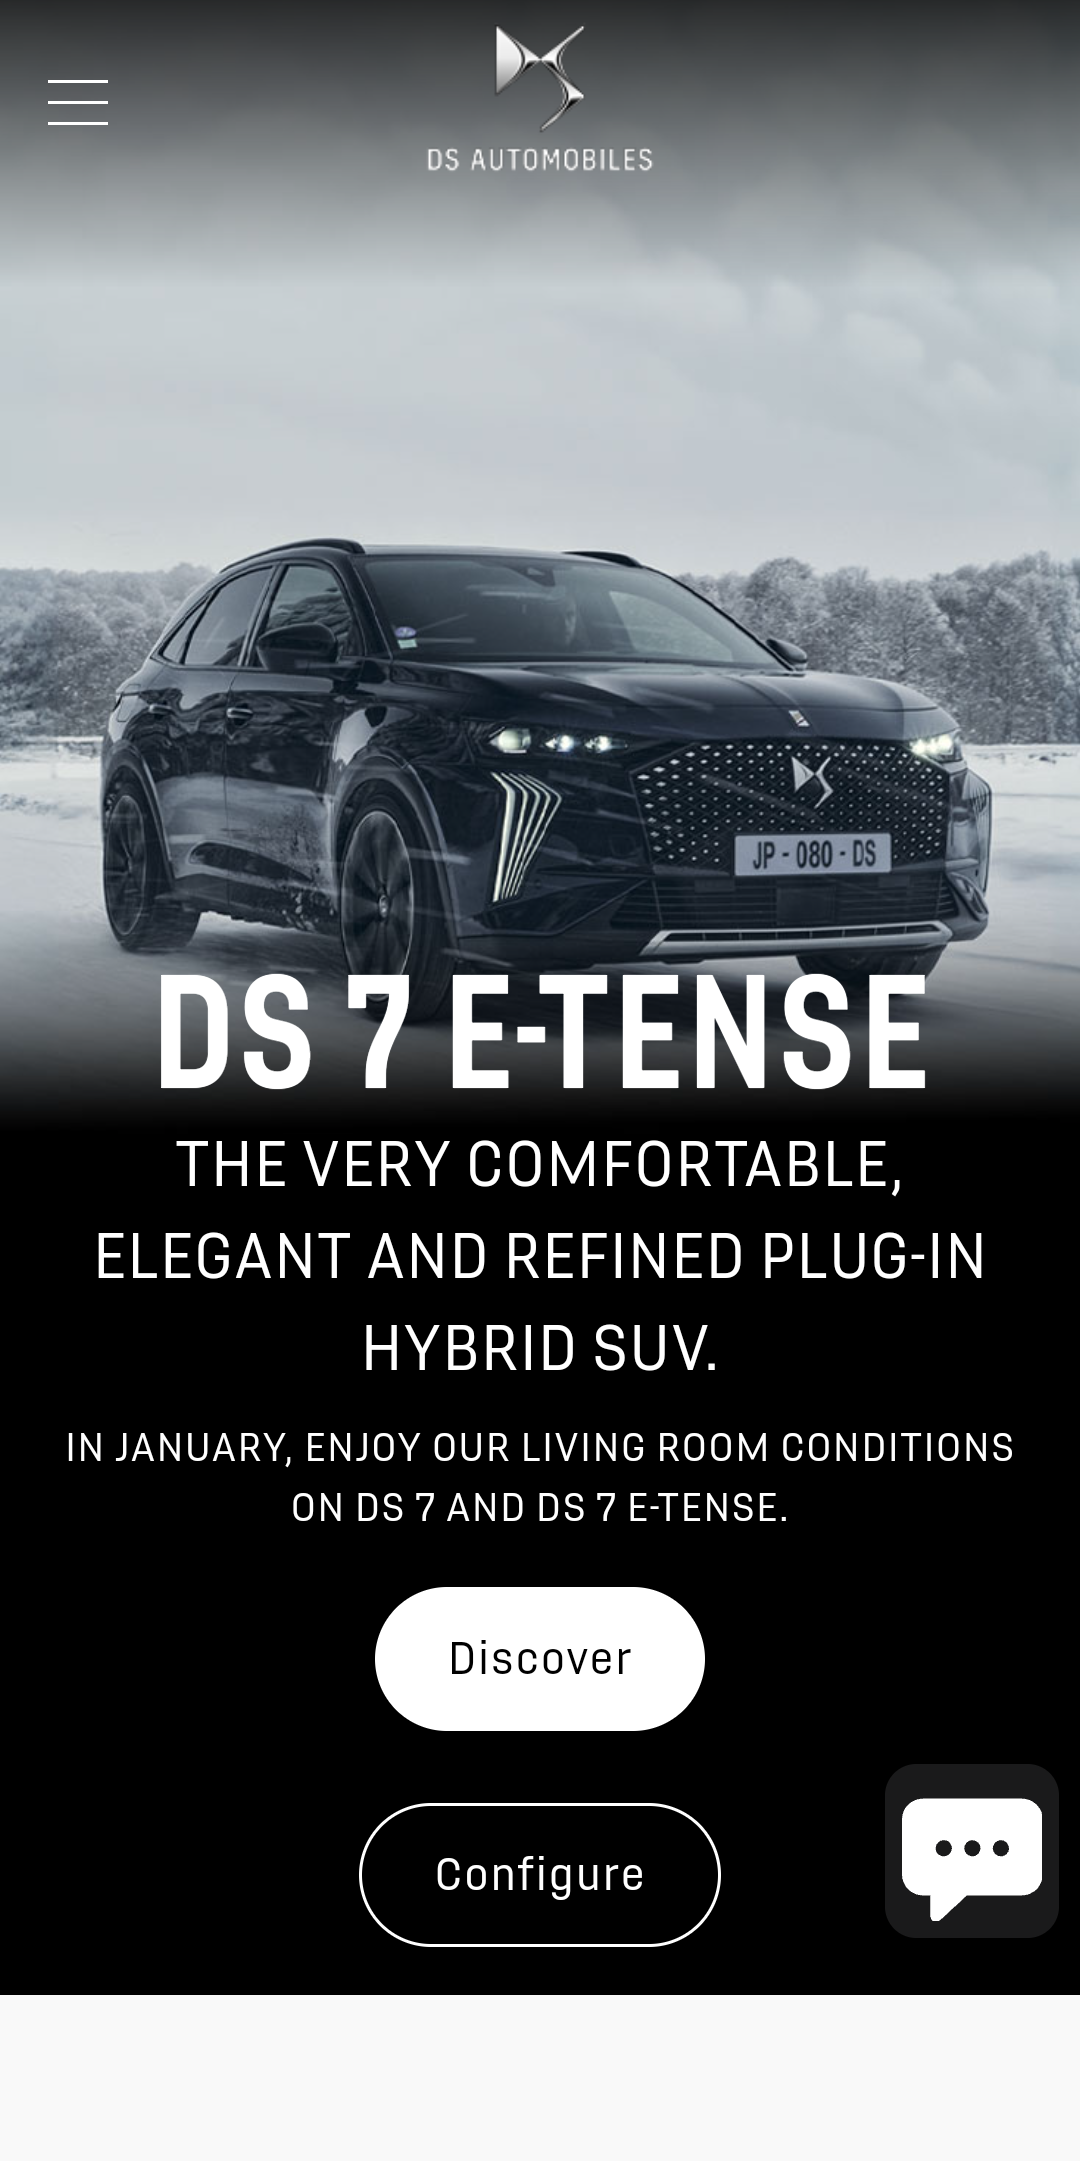 DS AUTOMOBILES
JP - 080 - DS
DS 7 E-TENSE
THE VERY COMFORTABLE,
ELEGANT AND REFINED PLUG-IN
HYBRID SUV.
IN JANUARY, ENJOY OUR LIVING ROOM CONDITIONS
ON DS 7 AND DS 7 E-TENSE.
Discover
Configure